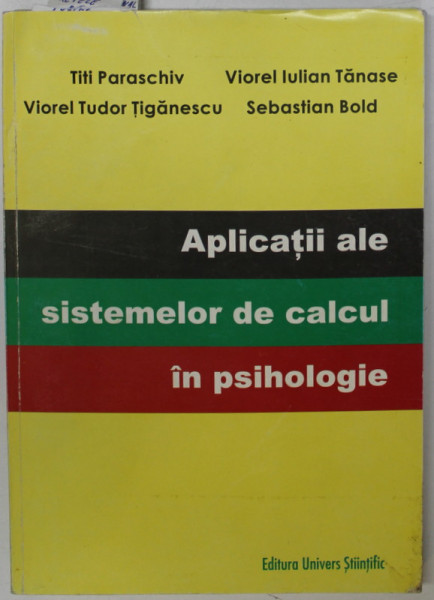 Titi Paraschiv Viorel Iulian Tănase
Viorel Tudor Țigănescu Sebastian Bold
Aplicații ale
sistemelor de calcul
în psihologie
Editura Univers Științific